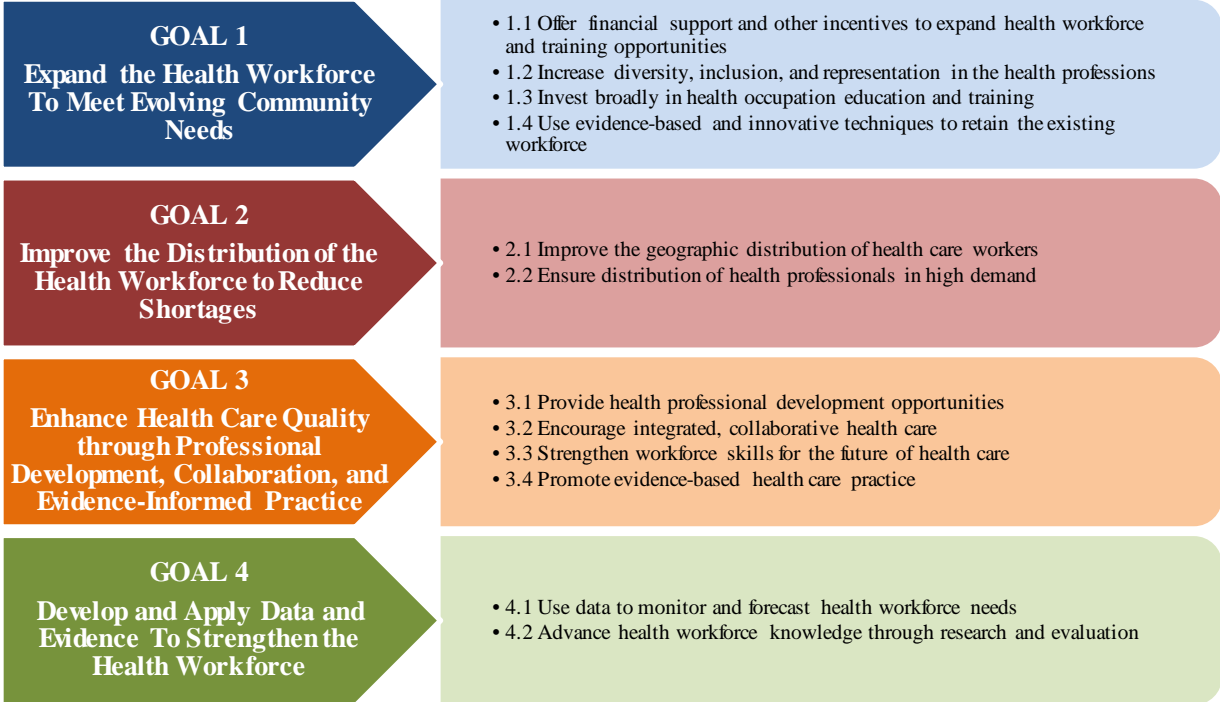 GOAL 1
Expand the Health Workforce
To Meet Evolving Community
Needs
• 1.1 Offer financial support and other incentives to expand health workforce
and training opportunities
• 1.2 Increase diversity, inclusion, and representation in the health professions
• 1.3 Invest broadly in health occupation education and training
• 1.4 Use evidence-based and innovative techniques to retain the existing
workforce
GOAL 2
Improve the Distribution of the
Health Workforce to Reduce
Shortages
• 2.1 Improve the geographic distribution of health care workers
• 2.2 Ensure distribution of health professionals in high demand
GOAL 3
Enhance Health Care Quality
through Professional
Development, Collaboration, and
Evidence-Informed Practice
• 3.1 Provide health professional development opportunities
• 3.2 Encourage integrated, collaborative health care
• 3.3 Strengthen workforce skills for the future of health care
• 3.4 Promote evidence-based health care practice
GOAL 4
Develop and Apply Data and
Evidence To Strengthen the
Health Workforce
• 4.1 Use data to monitor and forecast health workforce needs
• 4.2 Advance health workforce knowledge through research and evaluation